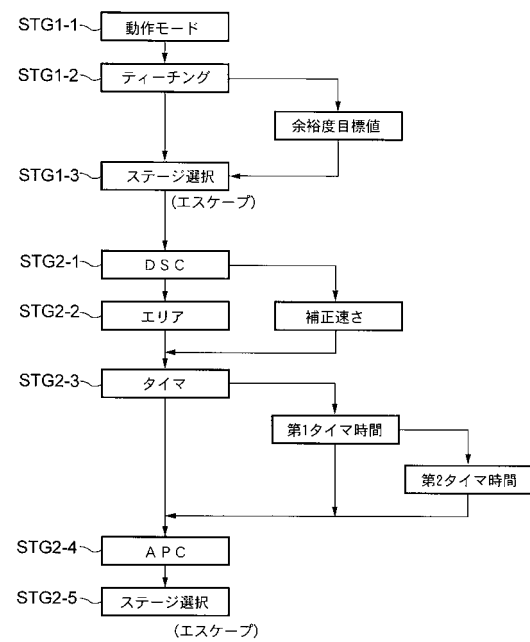 STG1-1
動作モード
STG1-2
ティーチング
余裕度目標値
STG1-3
ステージ選択
(エスケープ)
STG2-1
DSC
STG2-2
エリア
補正速さ
STG2-3
タイマ
第1タイマ時間
第2タイマ時間
STG2-4
APC
STG2-5
ステージ選択
(エスケープ)